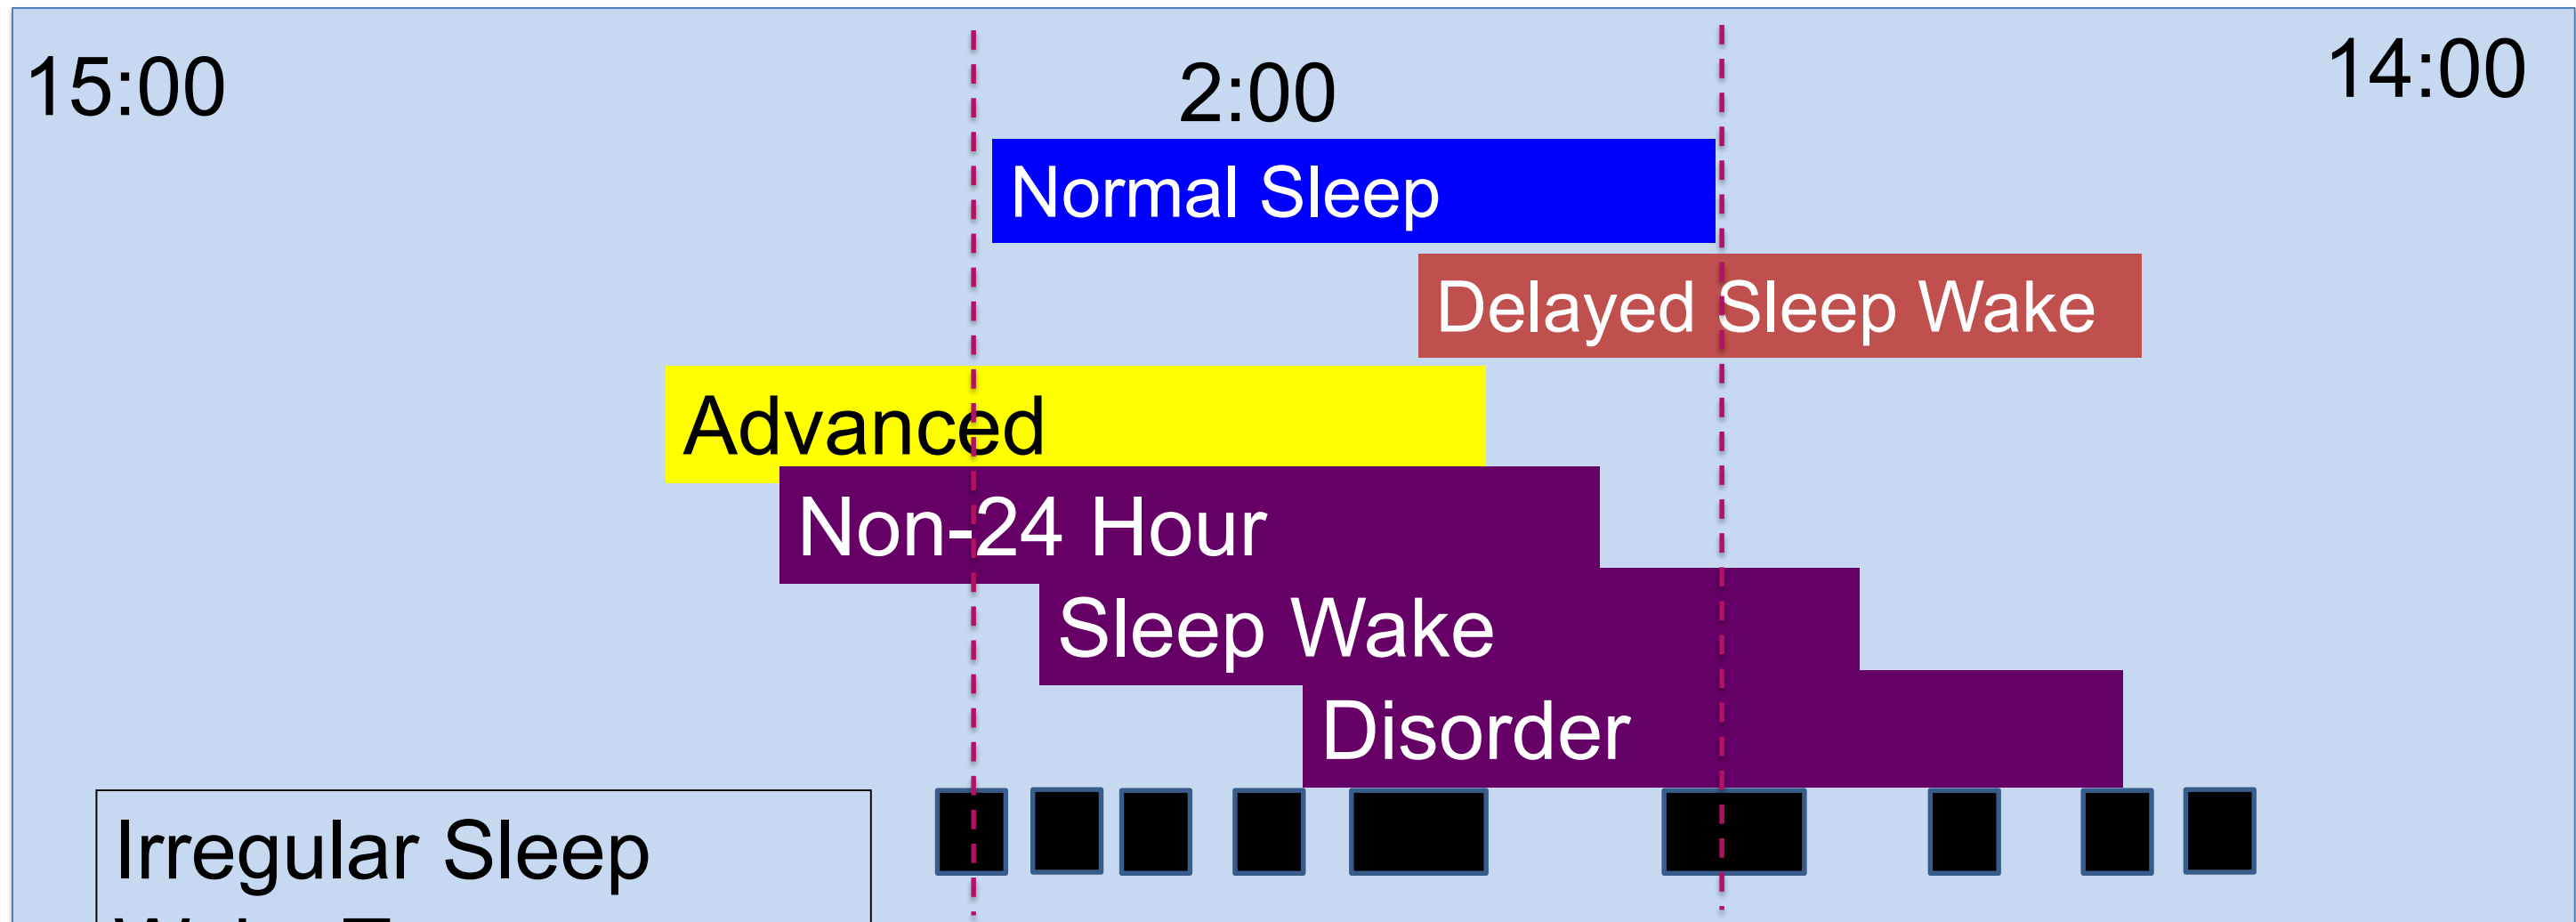 15:00 2:00 14:00
Normal Sleep
Delayed Sleep Wake
Advanced
Non-24 Hour
Sleep Wake
Disorder
Irregular Sleep